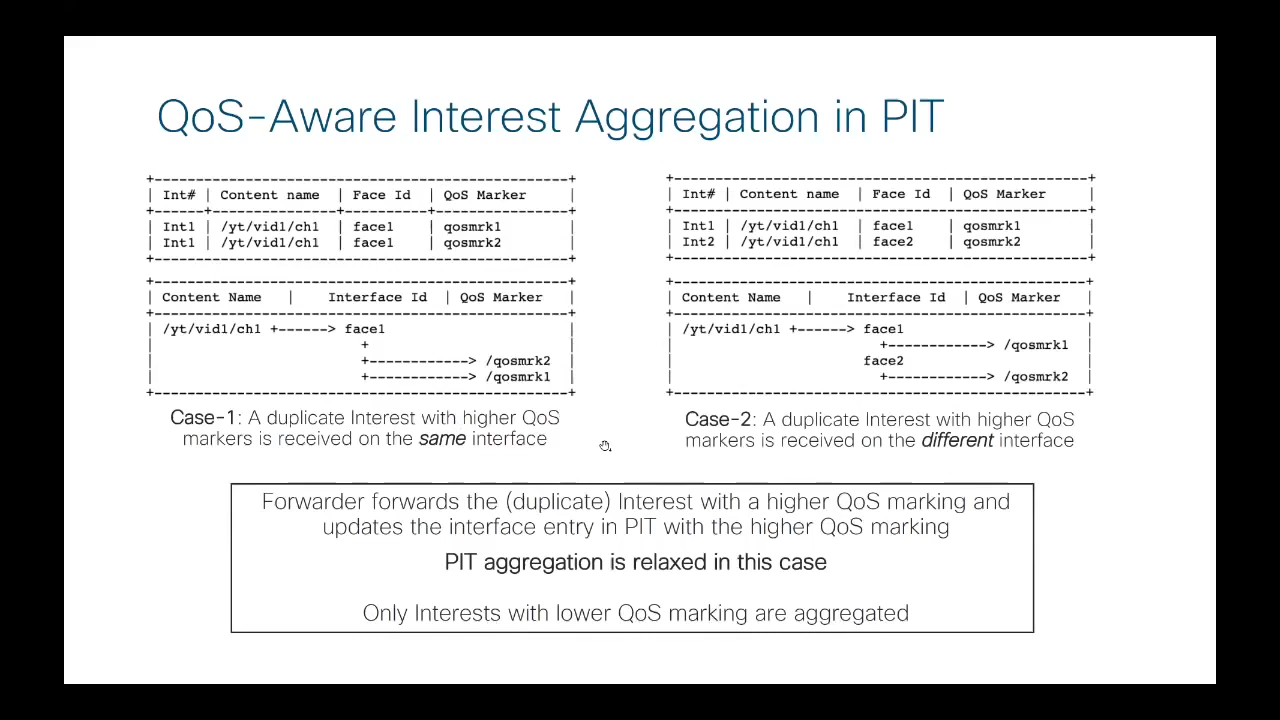 QoS-Aware Interest Aggregation in PIT
+---------------------------------------------------+
| Int# | Content name  | Face Id  | QoS Marker     |
+------+---------------+----------+----------------+
| Int1 | /yt/vid1/ch1  | face1    | qosmrk1        |
| Int1 | /yt/vid1/ch1  | face1    | qosmrk2        |
+---------------------------------------------------+
+---------------------------------------------------+
| Content Name   |    Interface Id  | QoS Marker   |
+---------------------------------------------------+
| /yt/vid1/ch1 +------> face1                       |
|                         +                         |
|                         +------------> /qosmrk2  |
|                         +------------> /qosmrk1  |
+---------------------------------------------------+
Case-1: A duplicate Interest with higher QoS
markers is received on the same interface
+---------------------------------------------------+
| Int# | Content name  | Face Id  | QoS Marker     |
+---------------------------------------------------+
| Int1 | /yt/vid1/ch1  | face1    | qosmrk1        |
| Int2 | /yt/vid1/ch1  | face2    | qosmrk2        |
+---------------------------------------------------+
+---------------------------------------------------+
| Content Name   |    Interface Id  | QoS Marker   |
+---------------------------------------------------+
| /yt/vid1/ch1 +------> face1                       |
|                         +------------> /qosmrk1  |
|                       face2                       |
|                         +------------> /qosmrk2  |
+---------------------------------------------------+
Case-2: A duplicate Interest with higher QoS
markers is received on the different interface
Forwarder forwards the (duplicate) Interest with a higher QoS marking and
updates the interface entry in PIT with the higher QoS marking
PIT aggregation is relaxed in this case
Only Interests with lower QoS marking are aggregated